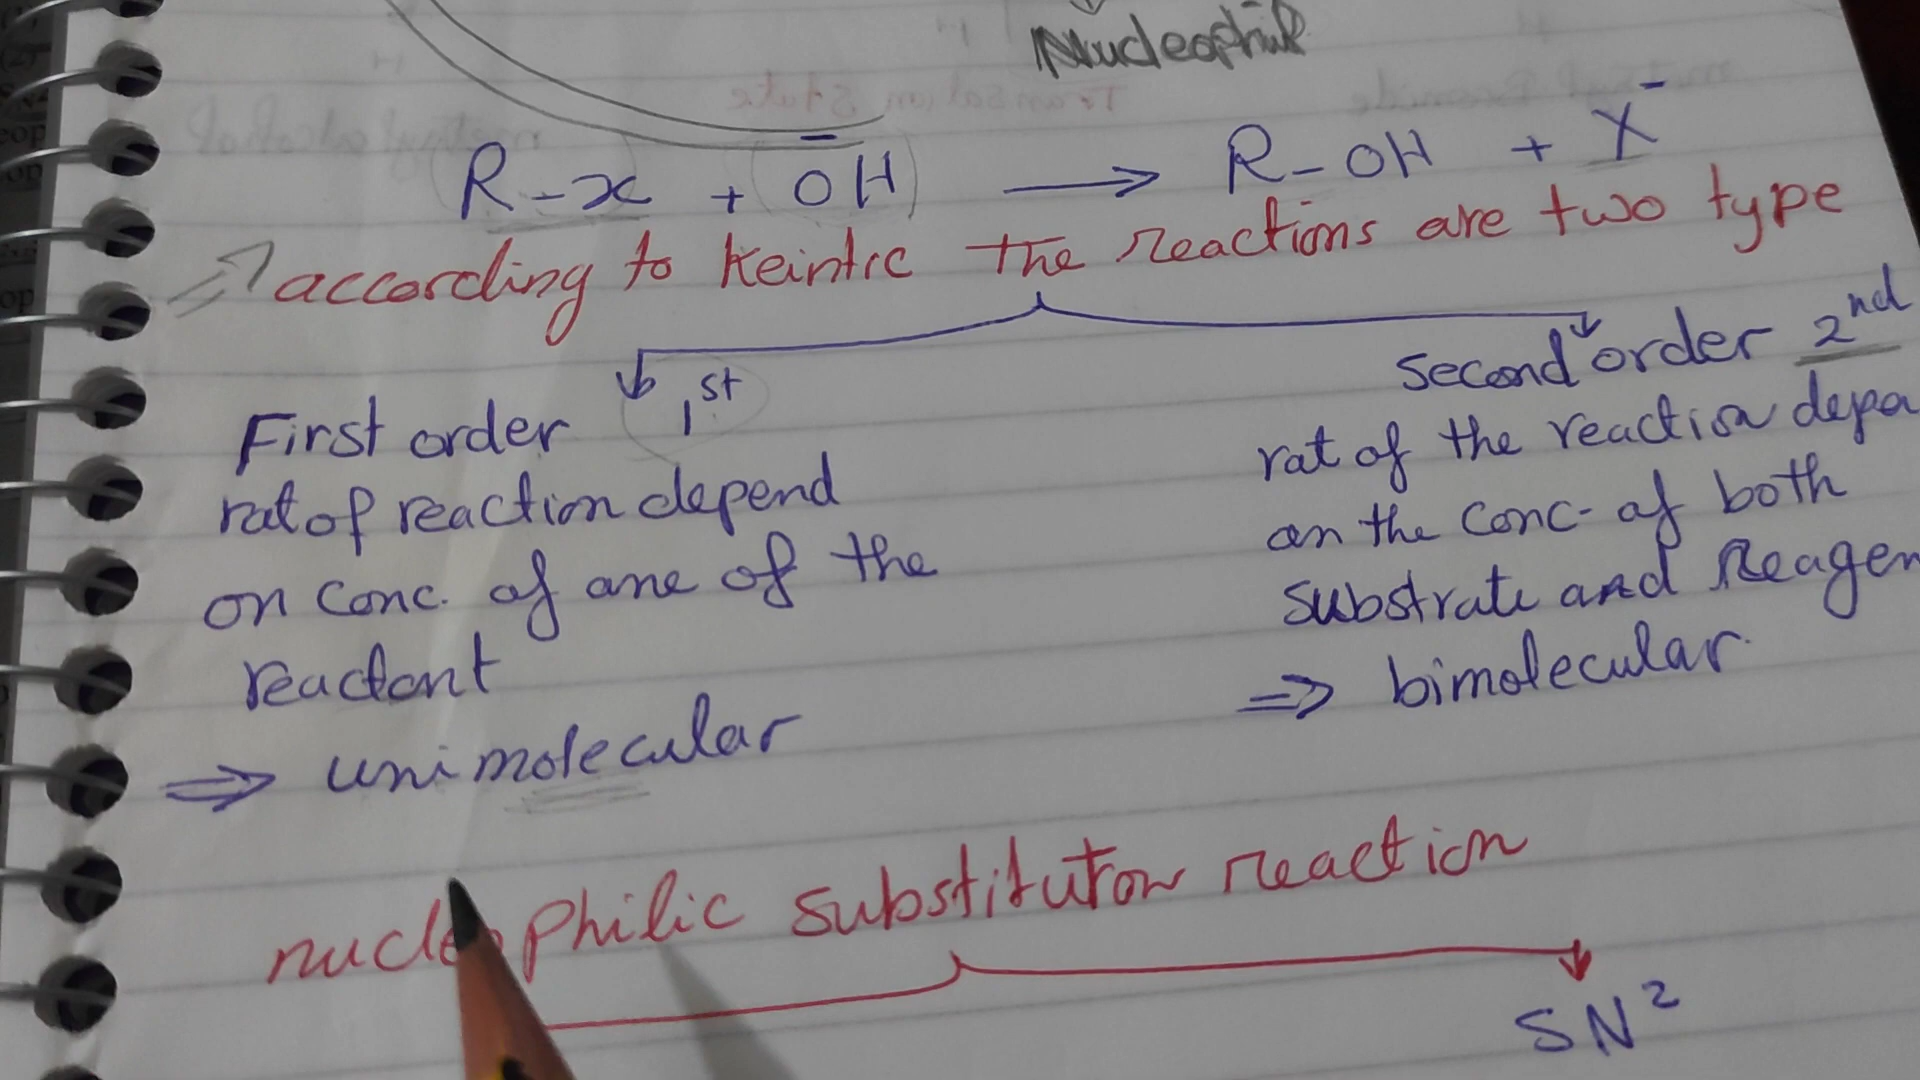 Nucleophil
R-x + OH⁻ → R-OH + X⁻
according to Keintic the reactions are two type
First order 1st
rat of reaction depend
on conc. of one of the
reactant
⇒ unimolecular
Second order 2nd
rat of the reaction depe
on the conc- of both
substrate and Reagen
⇒ bimolecular.
philic substitution reaction
SN2